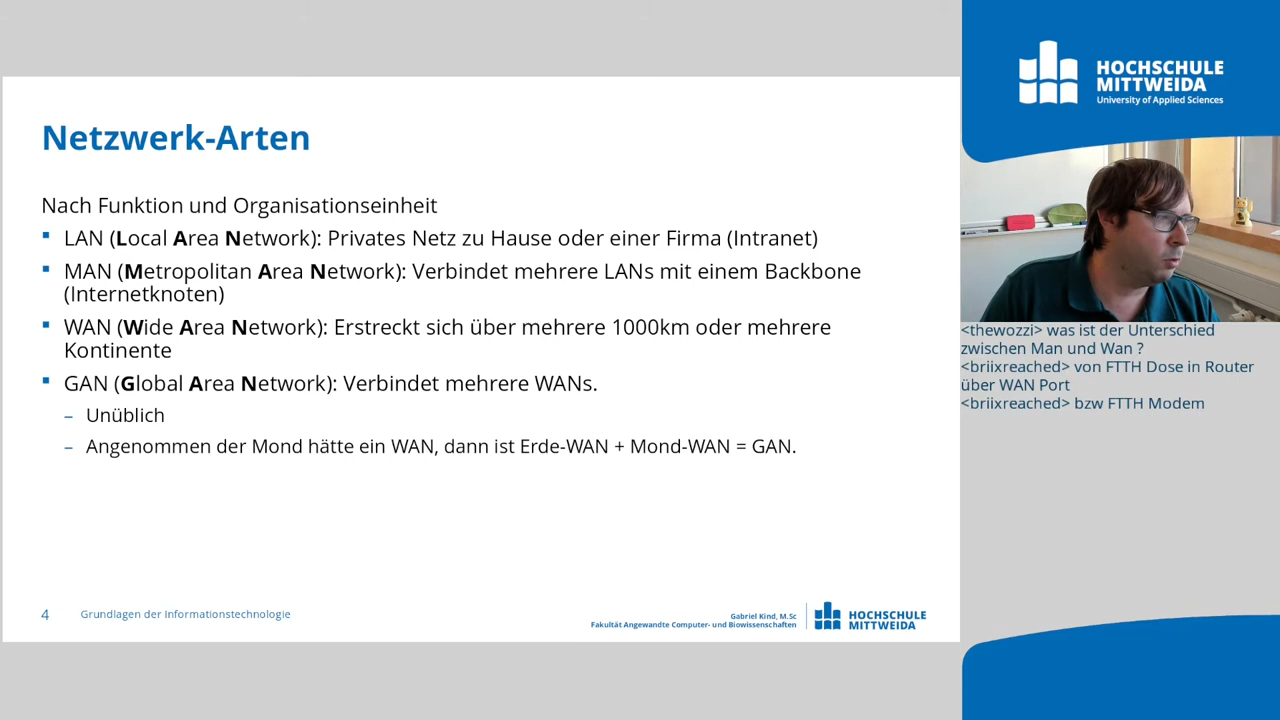 Netzwerk-Arten
Nach Funktion und Organisationseinheit
LAN (Local Area Network): Privates Netz zu Hause oder einer Firma (Intranet)
MAN (Metropolitan Area Network): Verbindet mehrere LANs mit einem Backbone
(Internetknoten)
WAN (Wide Area Network): Erstreckt sich über mehrere 1000km oder mehrere
Kontinente
GAN (Global Area Network): Verbindet mehrere WANs.
– Unüblich
– Angenommen der Mond hätte ein WAN, dann ist Erde-WAN + Mond-WAN = GAN.
4
Grundlagen der Informationstechnologie
Gabriel Kind, M.Sc
Fakultät Angewandte Computer- und Biowissenschaften
HOCHSCHULE
MITTWEIDA
HOCHSCHULE
MITTWEIDA
University of Applied Sciences
<thewozzi> was ist der Unterschied
zwischen Man und Wan ?
<briixreached> von FTTH Dose in Router
über WAN Port
<briixreached> bzw FTTH Modem